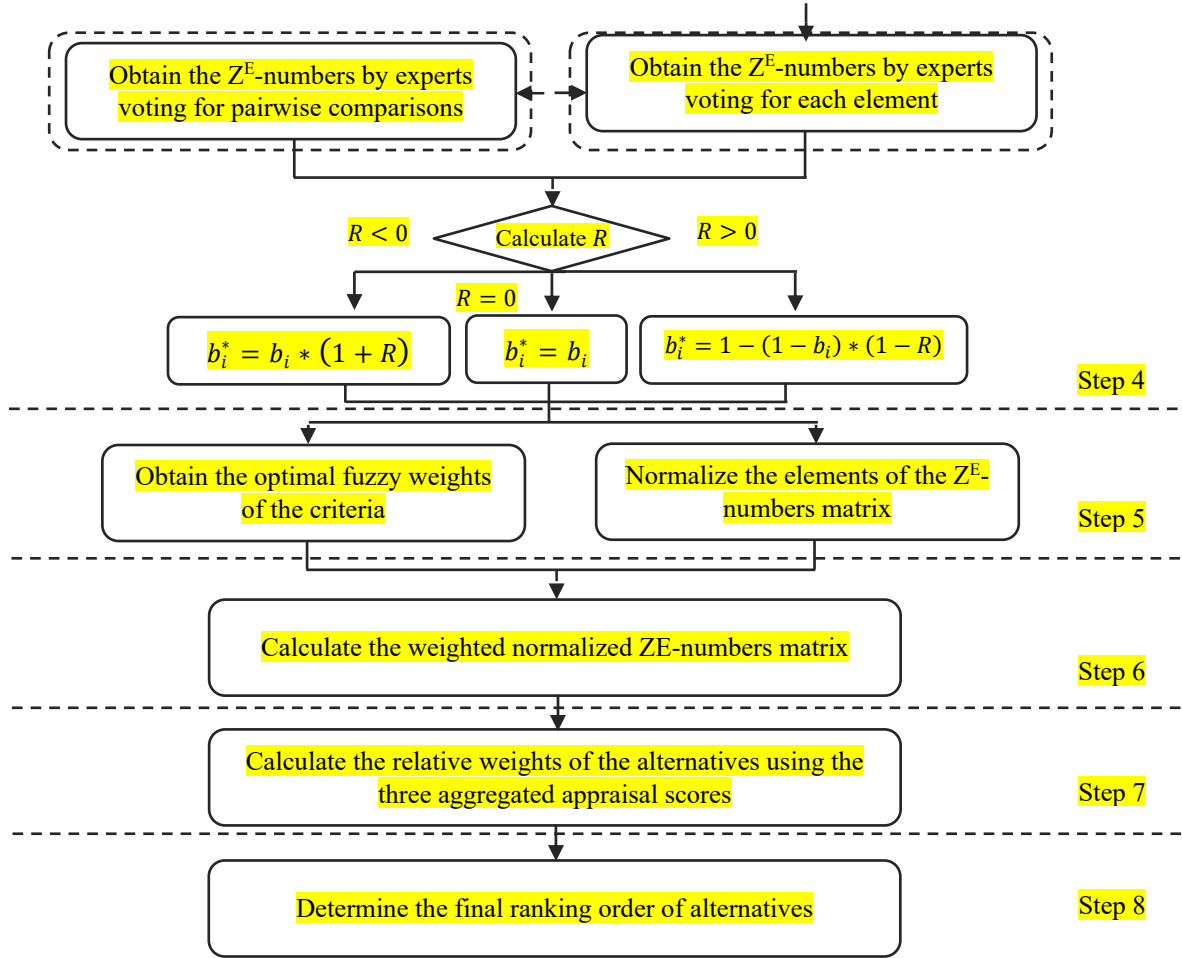 Obtain the Z^E-numbers by experts
voting for pairwise comparisons
Obtain the Z^E-numbers by experts
voting for each element
R < 0
Calculate R
R > 0
R = 0
b_i^* = b_i * (1 + R)
b_i^* = b_i
b_i^* = 1 − (1 − b_i) * (1 − R)
Step 4
Obtain the optimal fuzzy weights
of the criteria
Normalize the elements of the Z^E-
numbers matrix
Step 5
Calculate the weighted normalized ZE-numbers matrix
Step 6
Calculate the relative weights of the alternatives using the
three aggregated appraisal scores
Step 7
Determine the final ranking order of alternatives
Step 8